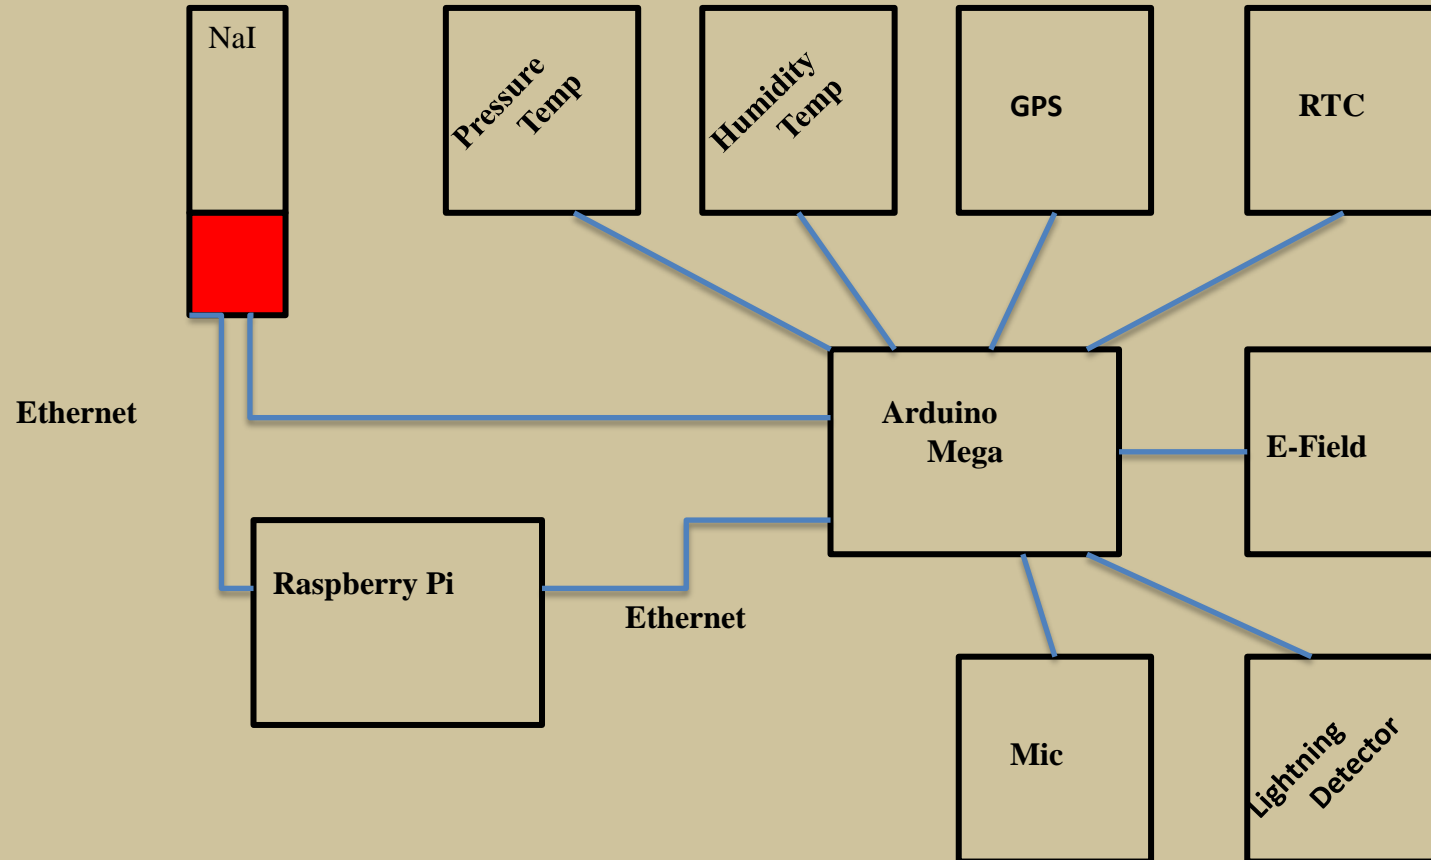 NaI
Pressure
Temp
Humidity
Temp
GPS
RTC
Ethernet
Arduino
Mega
E-Field
Raspberry Pi
Ethernet
Mic
Lightning
Detector